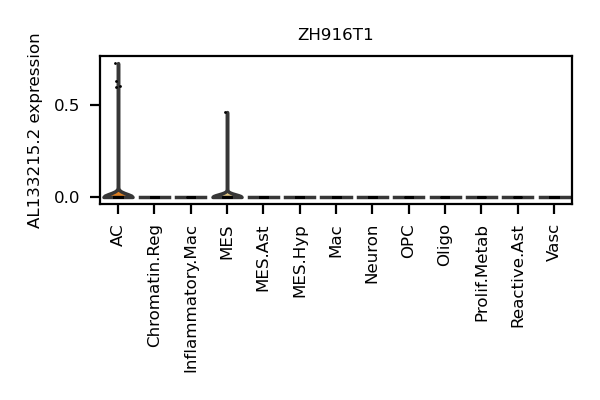 ZH916T1
AL133215.2 expression
0.5
0.0
AC
Chromatin.Reg
Inflammatory.Mac
MES
MES.Ast
MES.Hyp
Mac
Neuron
OPC
Oligo
Prolif.Metab
Reactive.Ast
Vasc